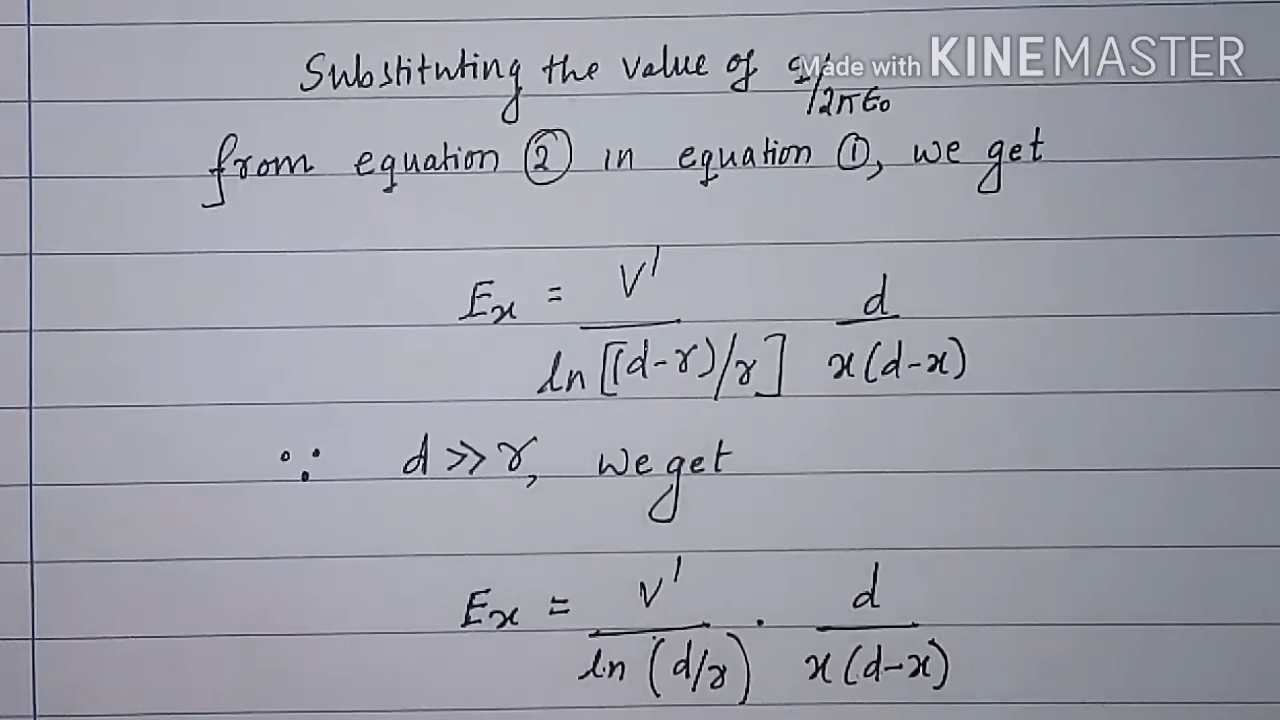 Substituting the value of q/2πε₀
Made with KINEMASTER
from equation ② in equation ①, we get
Eₓ = V' / ln[(d-r)/r] d / x(d-x)
∵ d >> r, we get
Eₓ = V' / ln(d/r) · d / x(d-x)